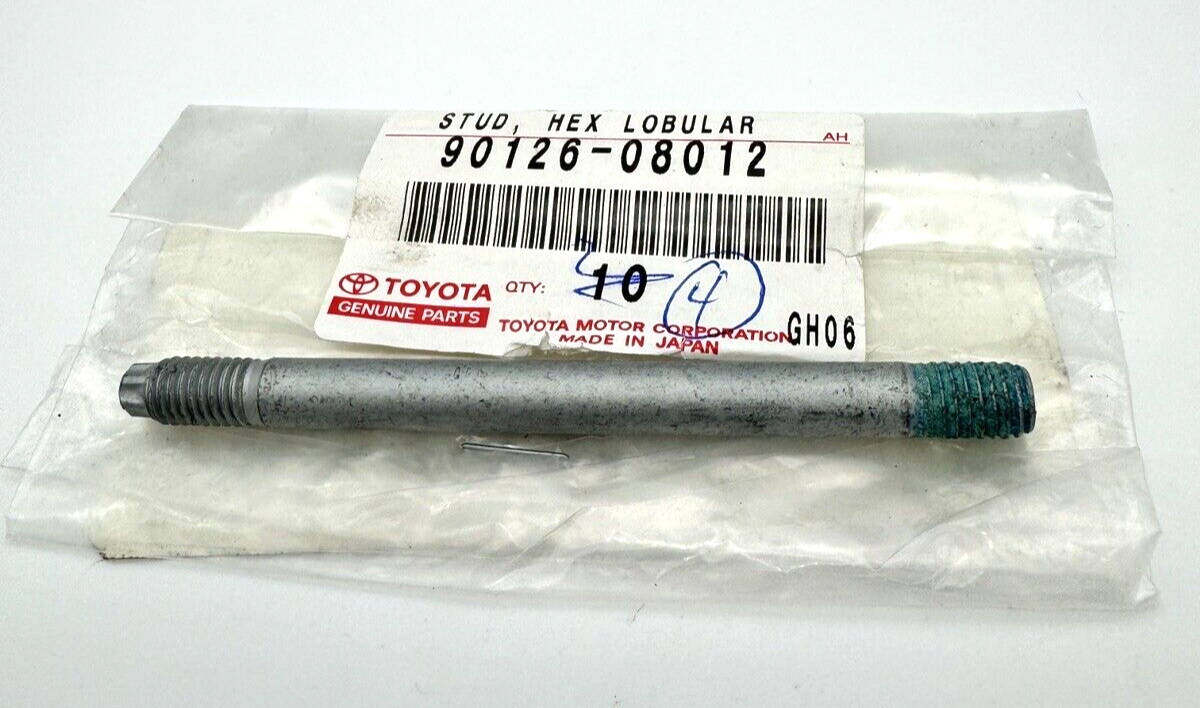 STUD, HEX LOBULAR
AH
90126-08012
TOYOTA
GENUINE PARTS
QTY: 10 4
TOYOTA MOTOR CORPORATION
MADE IN JAPAN
GH06